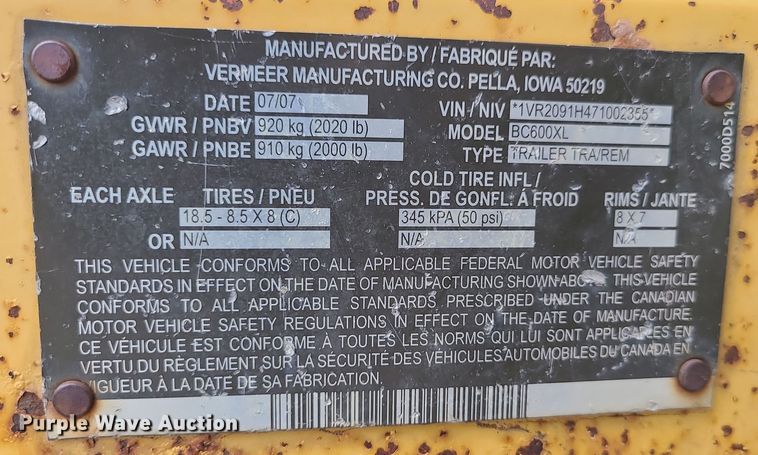 MANUFACTURED BY / FABRIQUÉ PAR:
VERMEER MANUFACTURING CO. PELLA, IOWA 50219
DATE 07/07 VIN / NIV *1VR2091H471002355*
GVWR / PNBV 920 kg (2020 lb) MODEL BC600XL
GAWR / PNBE 910 kg (2000 lb) TYPE TRAILER TRA/REM
7000D514
COLD TIRE INFL /
EACH AXLE TIRES / PNEU PRESS. DE GONFL. À FROID RIMS / JANTE
18.5 - 8.5 X 8 (C) 345 kPA (50 psi) 8 X 7
OR N/A N/A N/A
THIS VEHICLE CONFORMS TO ALL APPLICABLE FEDERAL MOTOR VEHICLE SAFETY
STANDARDS IN EFFECT ON THE DATE OF MANUFACTURING SHOWN ABOVE. THIS VEHICLE
CONFORMS TO ALL APPLICABLE STANDARDS PRESCRIBED UNDER THE CANADIAN
MOTOR VEHICLE SAFETY REGULATIONS IN EFFECT ON THE DATE OF MANUFACTURE.
CE VÉHICULE EST CONFORME À TOUTES LES NORMES QUI LUI SONT APPLICABLES EN
VERTU DU RÈGLEMENT SUR LA SÉCURITÉ DES VÉHICULES AUTOMOBILES DU CANADA EN
VIGUEUR À LA DATE DE SA FABRICATION.
Purple Wave Auction